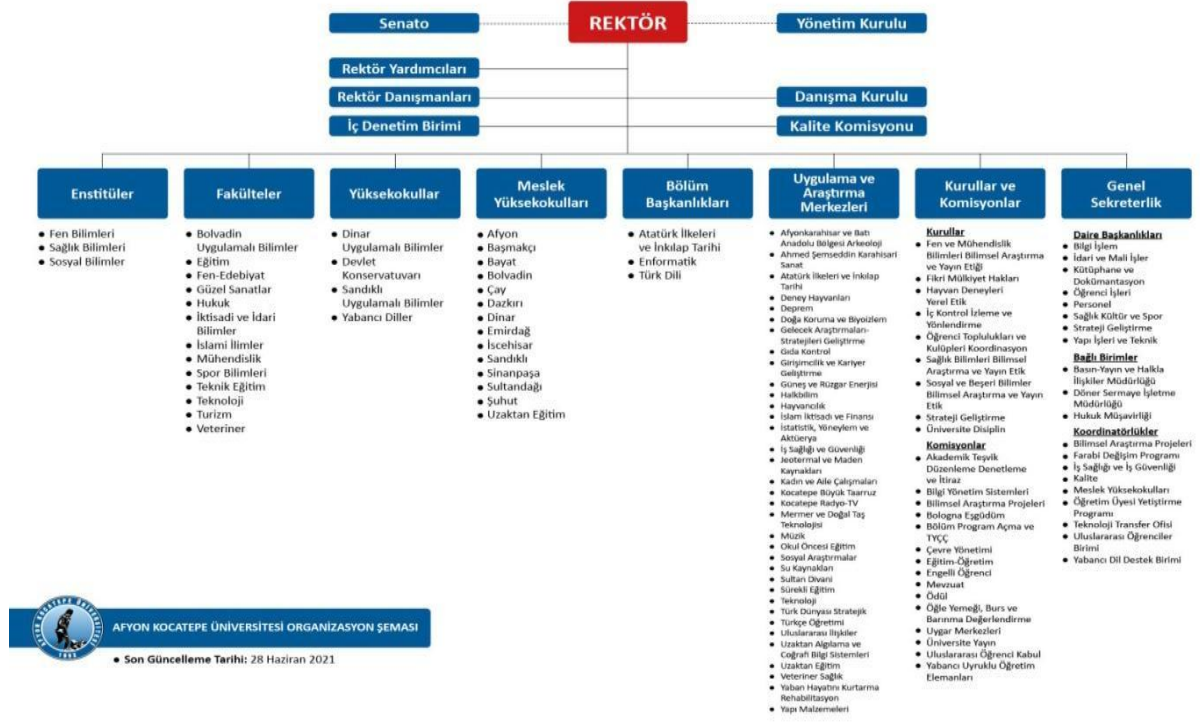 Senato
REKTÖR
Yönetim Kurulu
Rektör Yardımcıları
Rektör Danışmanları
Danışma Kurulu
İç Denetim Birimi
Kalite Komisyonu
Enstitüler
• Fen Bilimleri
• Sağlık Bilimleri
• Sosyal Bilimler
Fakülteler
• Bolvadin
Uygulamalı Bilimler
• Eğitim
• Fen-Edebiyat
• Güzel Sanatlar
• Hukuk
• İktisadi ve İdari
Bilimler
• İslami İlimler
• Mühendislik
• Spor Bilimleri
• Teknik Eğitim
• Teknoloji
• Turizm
• Veteriner
Yüksekokullar
• Dinar
Uygulamalı Bilimler
• Devlet
Konservatuvarı
• Sandıklı
Uygulamalı Bilimler
• Yabancı Diller
Meslek
Yüksekokulları
• Afyon
• Başmakçı
• Bayat
• Bolvadin
• Çay
• Dazkırı
• Dinar
• Emirdağ
• İscehisar
• Sandıklı
• Sinanpaşa
• Sultandağı
• Şuhut
• Uzaktan Eğitim
Bölüm
Başkanlıkları
• Atatürk İlkeleri
ve İnkılap Tarihi
• Enformatik
• Türk Dili
Uygulama ve
Araştırma
Merkezleri
• Afyonkarahisar ve Batı
Anadolu Bölgesi Arkeoloji
• Ahmed Şemseddin Karahisari
Sanat
• Atatürk İlkeleri ve İnkılap
Tarihi
• Deney Hayvanları
• Deprem
• Doğa Koruma ve Biyoizlem
• Gelecek Araştırmaları-
Stratejileri Geliştirme
• Gıda Kontrol
• Girişimcilik ve Kariyer
Geliştirme
• Güneş ve Rüzgar Enerjisi
• Halkbilim
• Hayvancılık
• İslam İktisadı ve Finansı
• İstatistik, Yöneylem ve
Aktüerya
• İş Sağlığı ve Güvenliği
• Jeotermal ve Maden
Kaynakları
• Kadın ve Aile Çalışmaları
• Kocatepe Büyük Taarruz
• Kocatepe Radyo-TV
• Mermer ve Doğal Taş
Teknolojisi
• Müzik
• Okul Öncesi Eğitim
• Sosyal Araştırmalar
• Su Kaynakları
• Sultan Divani
• Sürekli Eğitim
• Teknoloji
• Türk Dünyası Stratejik
• Türkçe Öğretimi
• Uluslararası İlişkiler
• Uzaktan Algılama ve
Coğrafi Bilgi Sistemleri
• Uzaktan Eğitim
• Veteriner Sağlık
• Yaban Hayatını Kurtarma
Rehabilitasyon
• Yapı Malzemeleri
Kurullar ve
Komisyonlar
Kurullar
• Fen ve Mühendislik
Bilimleri Bilimsel Araştırma
ve Yayın Etiği
• Fikri Mülkiyet Hakları
• Hayvan Deneyleri
Yerel Etik
• İç Kontrol İzleme ve
Yönlendirme
• Öğrenci Toplulukları ve
Kulüpleri Koordinasyon
• Sağlık Bilimleri Bilimsel
Araştırma ve Yayın Etik
• Sosyal ve Beşeri Bilimler
Bilimsel Araştırma ve Yayın
Etik
• Strateji Geliştirme
• Üniversite Disiplin
Komisyonlar
• Akademik Teşvik
Düzenleme Denetleme
ve İtiraz
• Bilgi Yönetim Sistemleri
• Bilimsel Araştırma Projeleri
• Bologna Eşgüdüm
• Bölüm Program Açma ve
TYÇÇ
• Çevre Yönetimi
• Eğitim-Öğretim
• Engelli Öğrenci
• Mevzuat
• Ödül
• Öğle Yemeği, Burs ve
Barınma Değerlendirme
• Uygar Merkezleri
• Üniversite Yayın
• Uluslararası Öğrenci Kabul
• Yabancı Uyruklu Öğretim
Elemanları
Genel
Sekreterlik
Daire Başkanlıkları
• Bilgi İşlem
• İdari ve Mali İşler
• Kütüphane ve
Dokümantasyon
• Öğrenci İşleri
• Personel
• Sağlık Kültür ve Spor
• Strateji Geliştirme
• Yapı İşleri ve Teknik
Bağlı Birimler
• Basın-Yayın ve Halkla
İlişkiler Müdürlüğü
• Döner Sermaye İşletme
Müdürlüğü
• Hukuk Müşavirliği
Koordinatörlükler
• Bilimsel Araştırma Projeleri
• Farabi Değişim Programı
• İş Sağlığı ve İş Güvenliği
• Kalite
• Meslek Yüksekokulları
• Öğretim Üyesi Yetiştirme
Programı
• Teknoloji Transfer Ofisi
• Uluslararası Öğrenciler
Birimi
• Yabancı Dil Destek Birimi
AFYON KOCATEPE ÜNİVERSİTESİ
1992
AFYON KOCATEPE ÜNİVERSİTESİ ORGANİZASYON ŞEMASI
• Son Güncelleme Tarihi: 28 Haziran 2021